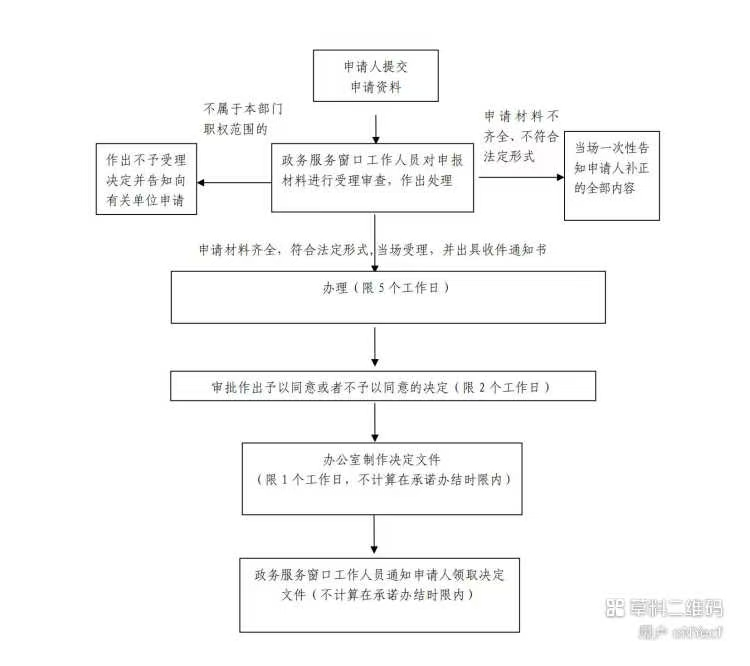 申请人提交
申请资料
不属于本部门
职权范围的
申请材料不
齐全、不符合
法定形式
作出不予受理
决定并告知向
有关单位申请
政务服务窗口工作人员对申报
材料进行受理审查，作出处理
当场一次性告
知申请人补正
的全部内容
申请材料齐全，符合法定形式,当场受理，并出具收件通知书
办理（限5个工作日）
审批作出予以同意或者不予以同意的决定（限2个工作日）
办公室制作决定文件
（限1个工作日，不计算在承诺办结时限内）
政务服务窗口工作人员通知申请人领取决定
文件（不计算在承诺办结时限内）
草料二维码
用户